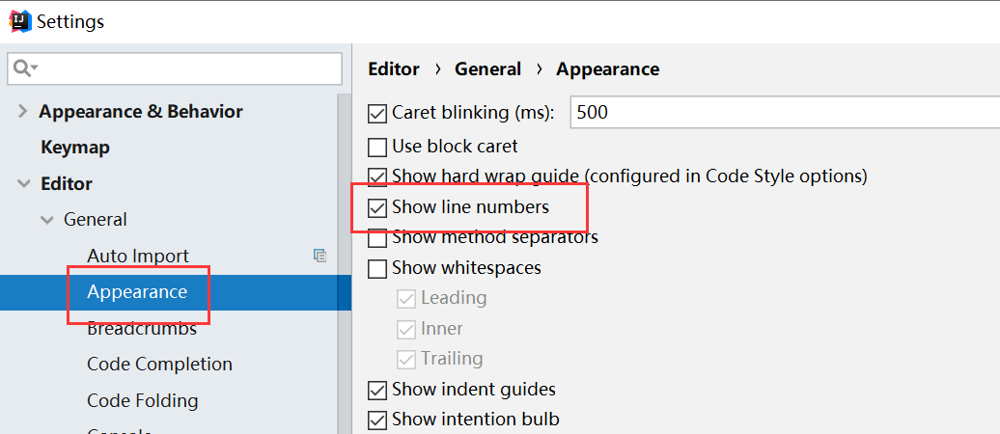 Settings
Appearance & Behavior
Keymap
Editor
General
Auto Import
Appearance
Breadcrumbs
Code Completion
Code Folding
Console
Editor › General › Appearance
Caret blinking (ms): 500
Use block caret
Show hard wrap guide (configured in Code Style options)
Show line numbers
Show method separators
Show whitespaces
Leading
Inner
Trailing
Show indent guides
Show intention bulb